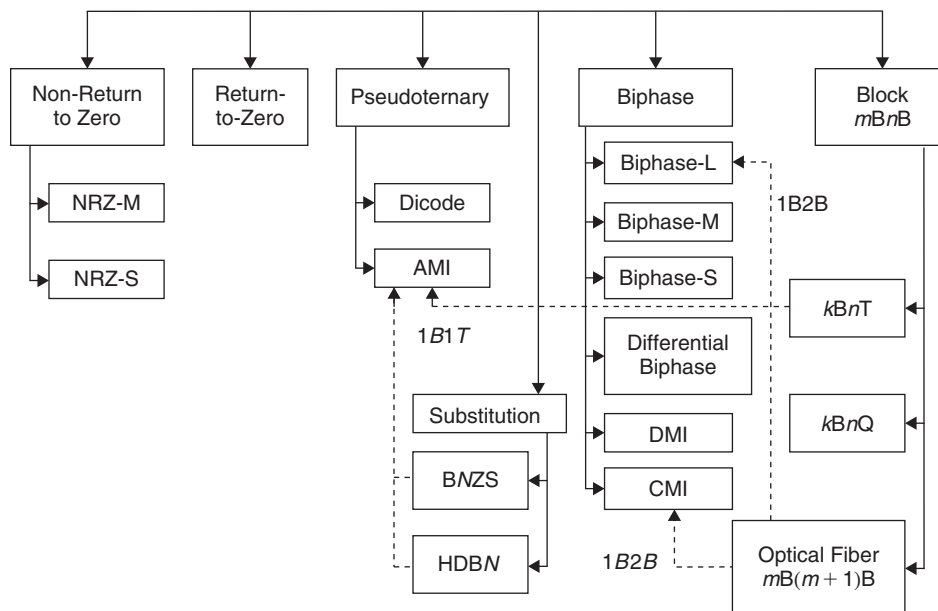 Non-Return
to Zero
Return-
to-Zero
Pseudoternary
Biphase
Block
mBnB
NRZ-M
NRZ-S
Dicode
AMI
Biphase-L
Biphase-M
Biphase-S
Differential
Biphase
DMI
CMI
1B2B
kBnT
kBnQ
1B1T
Substitution
BNZS
HDBN
1B2B
Optical Fiber
mB(m + 1)B